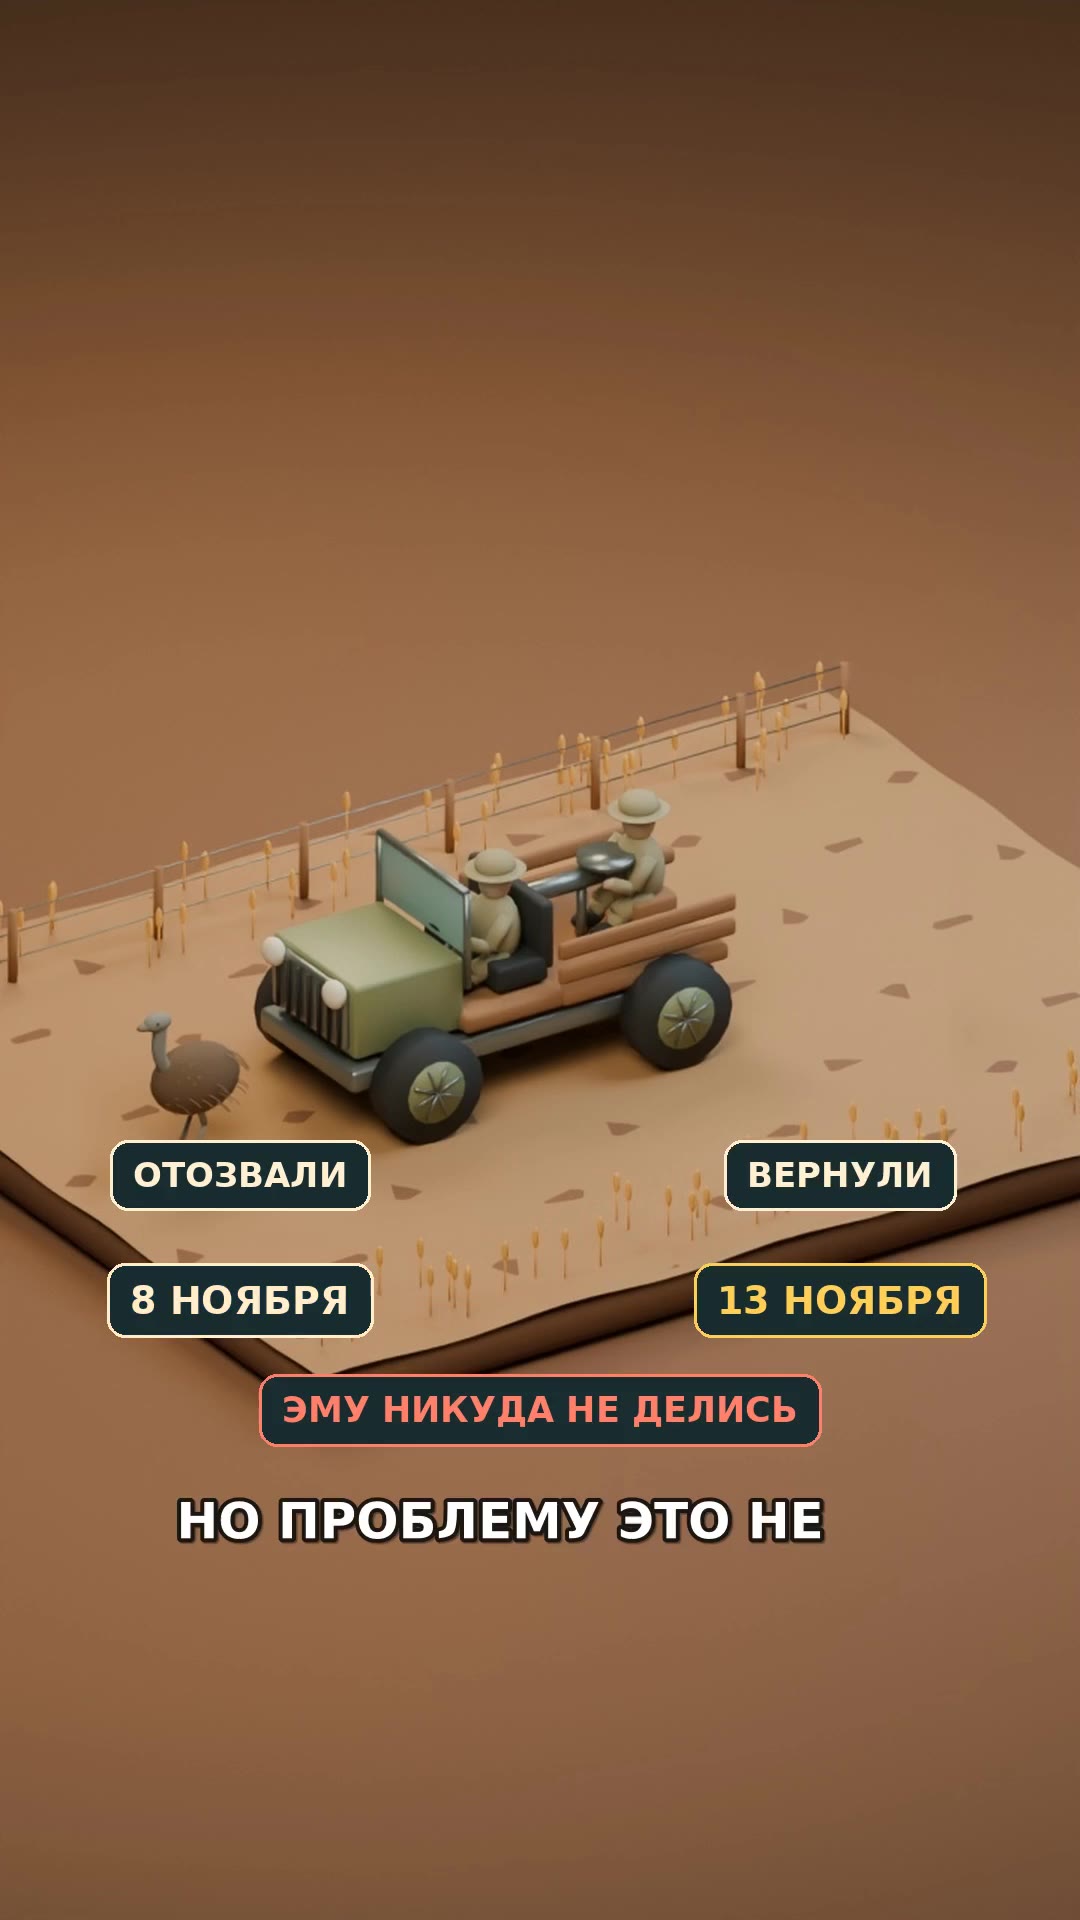 ОТОЗВАЛИ
ВЕРНУЛИ
8 НОЯБРЯ
13 НОЯБРЯ
ЭМУ НИКУДА НЕ ДЕЛИСЬ
НО ПРОБЛЕМУ ЭТО НЕ